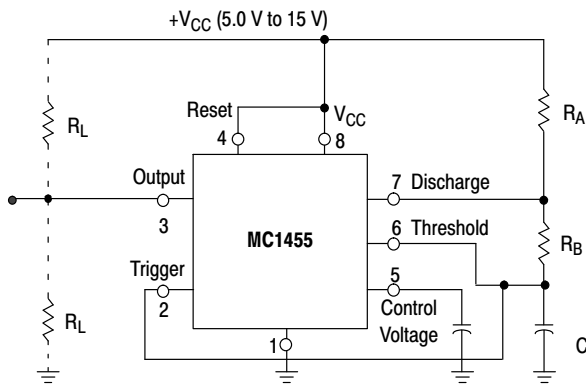 +VCC (5.0 V to 15 V)
Reset
VCC
4
8
RL
RA
Output
3
7 Discharge
6 Threshold
MC1455
RB
Trigger
2
5
Control
Voltage
RL
1
C